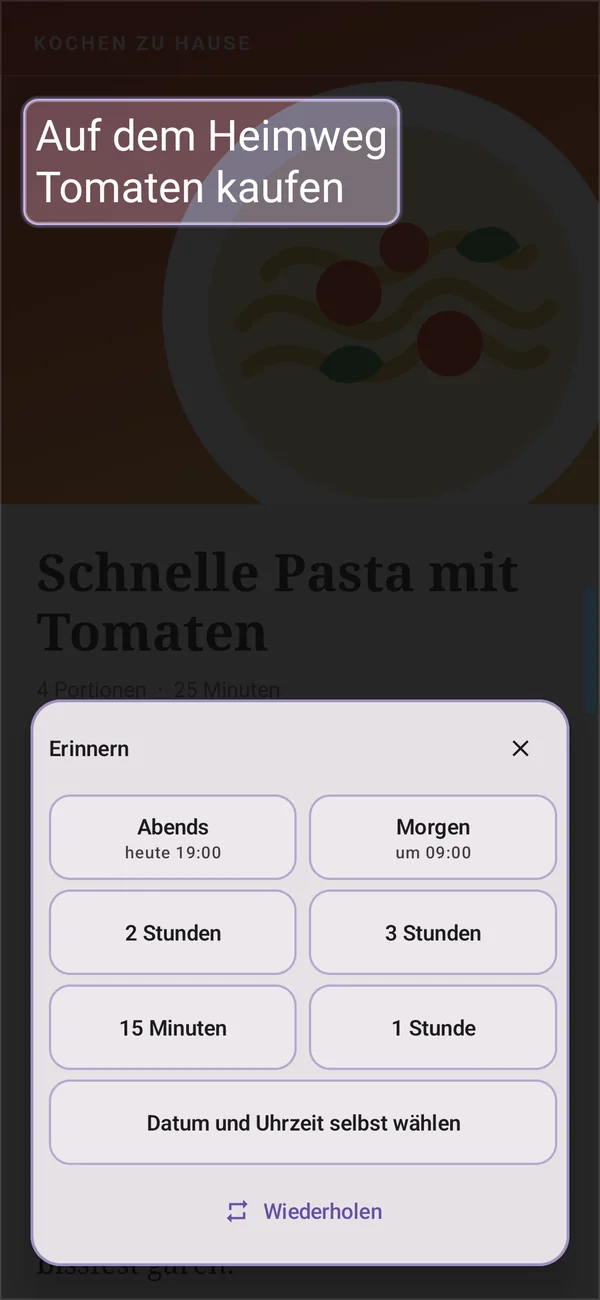 KOCHEN ZU HAUSE
Auf dem Heimweg
Tomaten kaufen
Schnelle Pasta mit
Tomaten
4 Portionen · 25 Minuten
Erinnern
Abends
heute 19:00
Morgen
um 09:00
2 Stunden
3 Stunden
15 Minuten
1 Stunde
Datum und Uhrzeit selbst wählen
Wiederholen
bissfest garen.